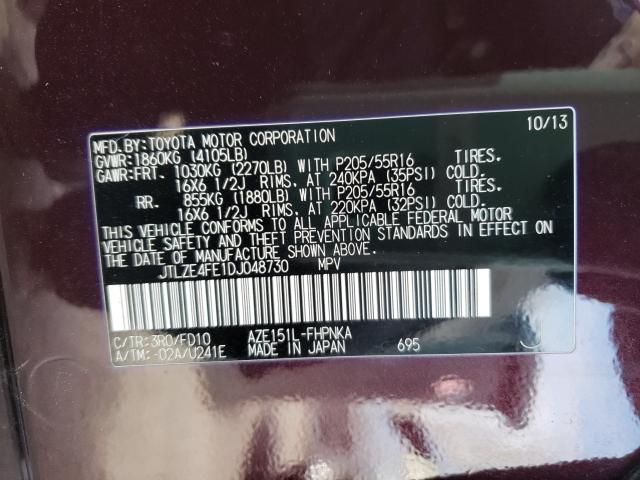 MFD.BY:TOYOTA MOTOR CORPORATION 10/13
GVWR:1860KG (4105LB)
GAWR:FRT. 1030KG (2270LB) WITH P205/55R16 TIRES.
16X6 1/2J RIMS. AT 240KPA (35PSI) COLD.
RR. 855KG (1880LB) WITH P205/55R16 TIRES.
16X6 1/2J RIMS. AT 220KPA (32PSI) COLD.
THIS VEHICLE CONFORMS TO ALL APPLICABLE FEDERAL MOTOR
VEHICLE SAFETY AND THEFT PREVENTION STANDARDS IN EFFECT ON
THE DATE OF MANUFACTURE SHOWN ABOVE.
JTLZE4FE1DJ048730 MPV
C/TR:3R0/FD10 AZE151L-FHPNKA J
A/TM:-02A/U241E MADE IN JAPAN 695